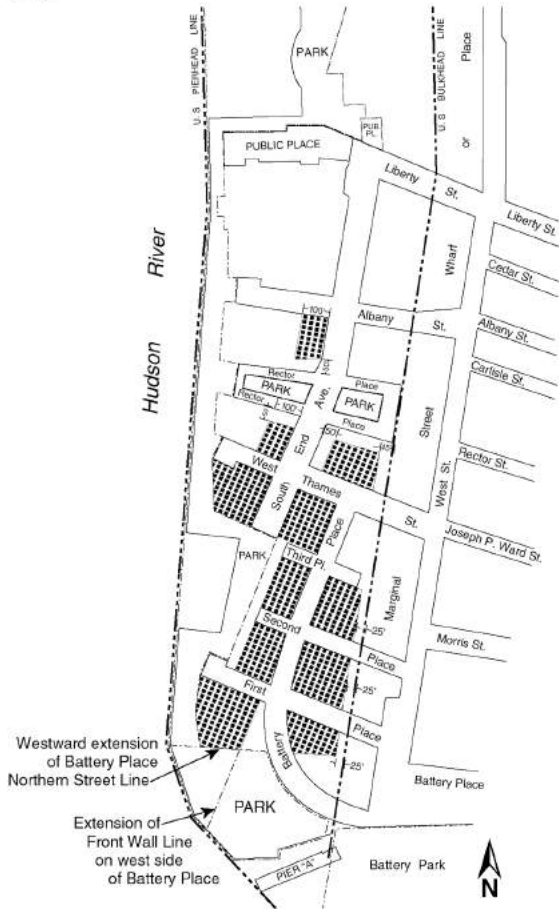 U.S PIERHEAD LINE
PARK
U.S BULKHEAD LINE
Place
or
PUB
PL
PUBLIC PLACE
Liberty
St.
Liberty St.
Wharf
Cedar St.
Hudson River
100'
Albany
St.
Albany St.
50'
Carlisle St.
Rector
Place
PARK
Ave.
PARK
Rector
100'
Place
50'
45'
Street
West St.
Rector St.
End
West
South
Thames
St.
Place
Joseph P. Ward St.
PARK
Third Pl.
Marginal
25'
Second
Place
Morris St.
25'
First
Place
Westward extension
of Battery Place
Northern Street Line
Battery
25'
Battery Place
PARK
Extension of
Front Wall Line
on west side
of Battery Place
PIER "A"
Battery Park
N